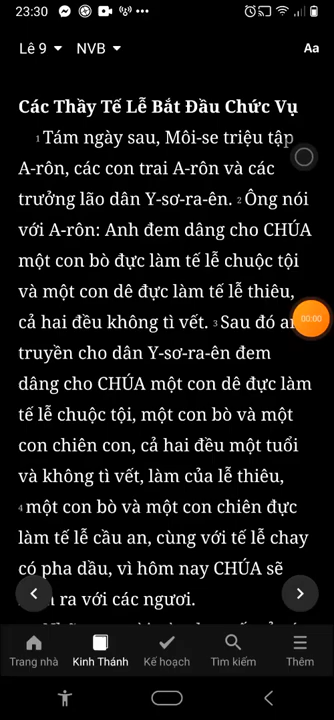 23:30
Lê 9 NVB Aa
Các Thầy Tế Lễ Bắt Đầu Chức Vụ
1 Tám ngày sau, Môi-se triệu tập
A-rôn, các con trai A-rôn và các
trưởng lão dân Y-sơ-ra-ên. 2 Ông nói
với A-rôn: Anh đem dâng cho CHÚA
một con bò đực làm tế lễ chuộc tội
và một con dê đực làm tế lễ thiêu,
cả hai đều không tì vết. 3 Sau đó
00:00
truyền cho dân Y-sơ-ra-ên đem
dâng cho CHÚA một con dê đực làm
tế lễ chuộc tội, một con bò và một
con chiên con, cả hai đều một tuổi
và không tì vết, làm của lễ thiêu,
4 một con bò và một con chiên đực
làm tế lễ cầu an, cùng với tế lễ chay
có pha dầu, vì hôm nay CHÚA sẽ
ra với các ngươi.
Trang nhà Kinh Thánh Kế hoạch Tìm kiếm Thêm